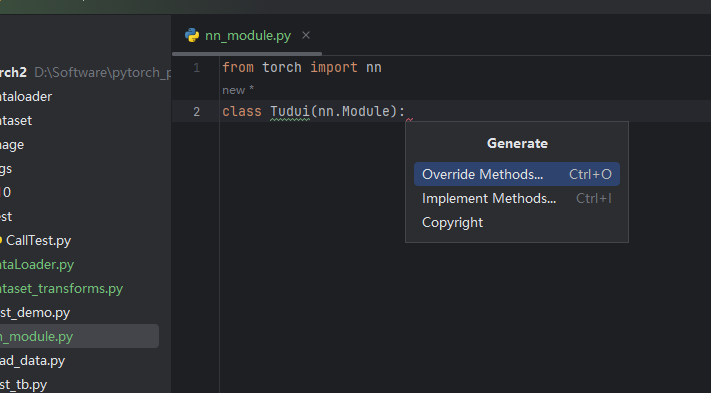 rch2 D:\Software\pytorch_p
ataloader
ataset
nage
gs
10
est
CallTest.py
ataLoader.py
ataset_transforms.py
st_demo.py
n_module.py
ad_data.py
st_tb.py
nn_module.py ×
1 from torch import nn
new *
2 class Tudui(nn.Module):
Generate
Override Methods... Ctrl+O
Implement Methods... Ctrl+I
Copyright